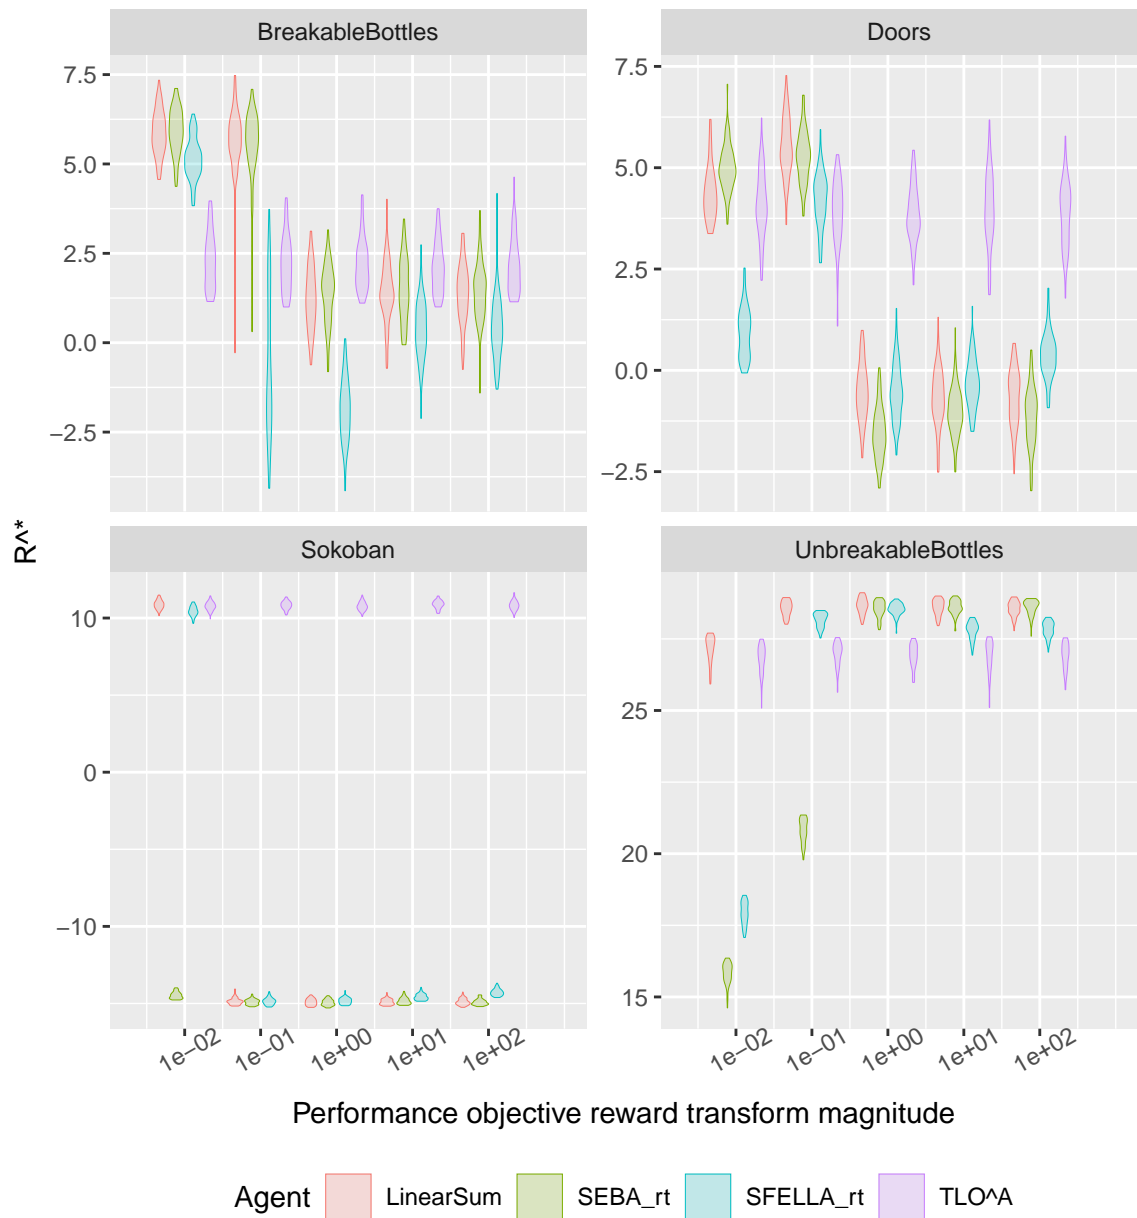 BreakableBottles
Doors
7.5
5.0
2.5
0.0
−2.5
7.5
5.0
2.5
0.0
−2.5
R^*
Sokoban
UnbreakableBottles
10
0
−10
25
20
15
1e−02
1e−01
1e+00
1e+01
1e+02
1e−02
1e−01
1e+00
1e+01
1e+02
Performance objective reward transform magnitude
Agent LinearSum SEBA_rt SFELLA_rt TLO^A